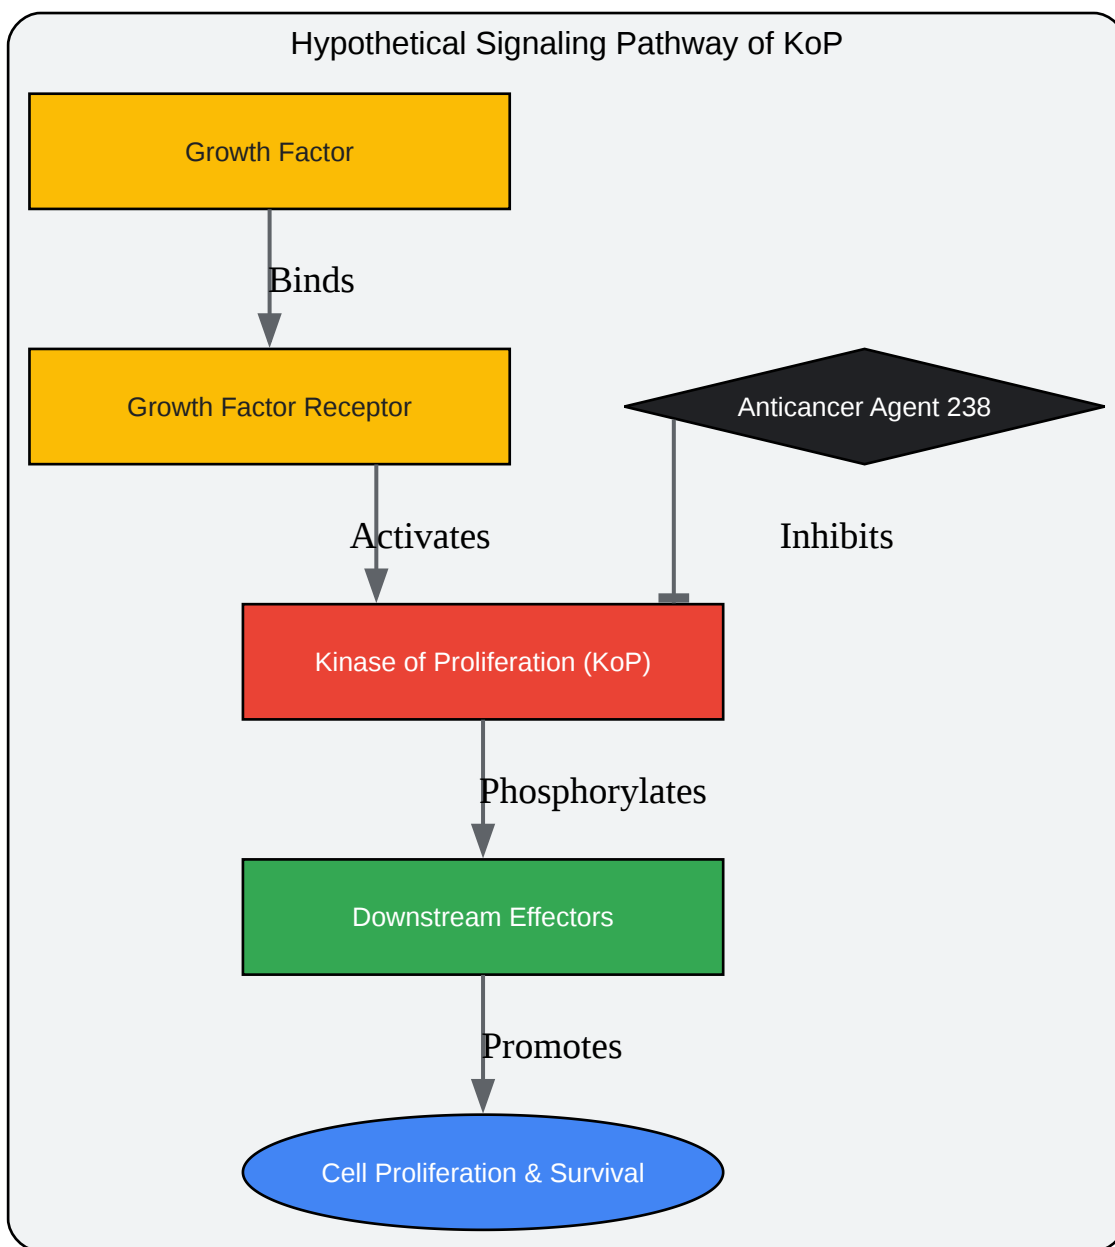 Hypothetical Signaling Pathway of KoP
Growth Factor
Binds
Growth Factor Receptor
Anticancer Agent 238
Activates
Inhibits
Kinase of Proliferation (KoP)
Phosphorylates
Downstream Effectors
Promotes
Cell Proliferation & Survival